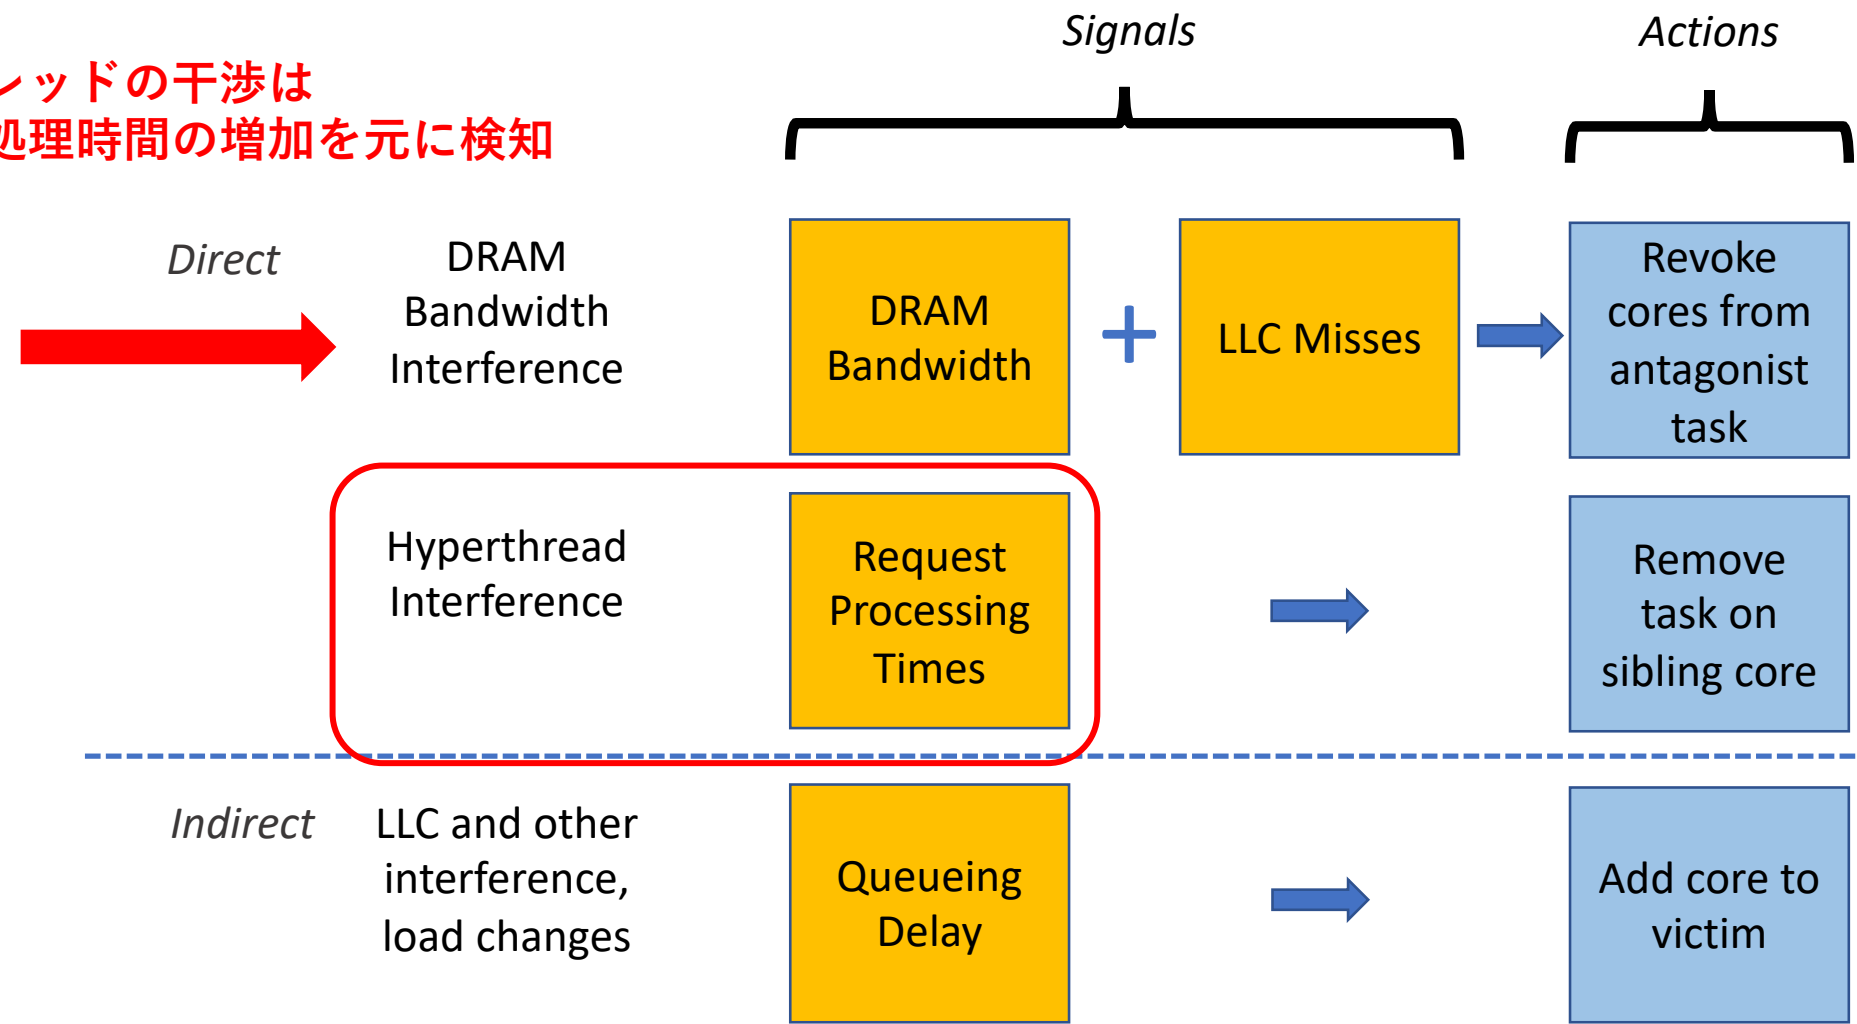 Signals
Actions
レッドの干渉は
処理時間の増加を元に検知
Direct
DRAM
Bandwidth
Interference
DRAM
Bandwidth
+
LLC Misses
Revoke
cores from
antagonist
task
Hyperthread
Interference
Request
Processing
Times
Remove
task on
sibling core
Indirect
LLC and other
interference,
load changes
Queueing
Delay
Add core to
victim